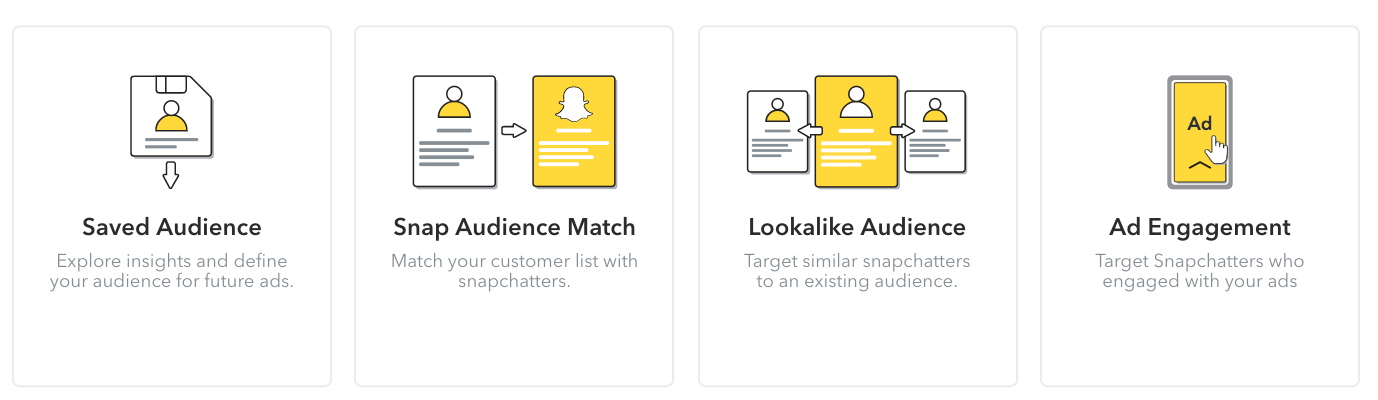 Saved Audience
Explore insights and define
your audience for future ads.
Snap Audience Match
Match your customer list with
snapchatters.
Lookalike Audience
Target similar snapchatters
to an existing audience.
Ad
Ad Engagement
Target Snapchatters who
engaged with your ads